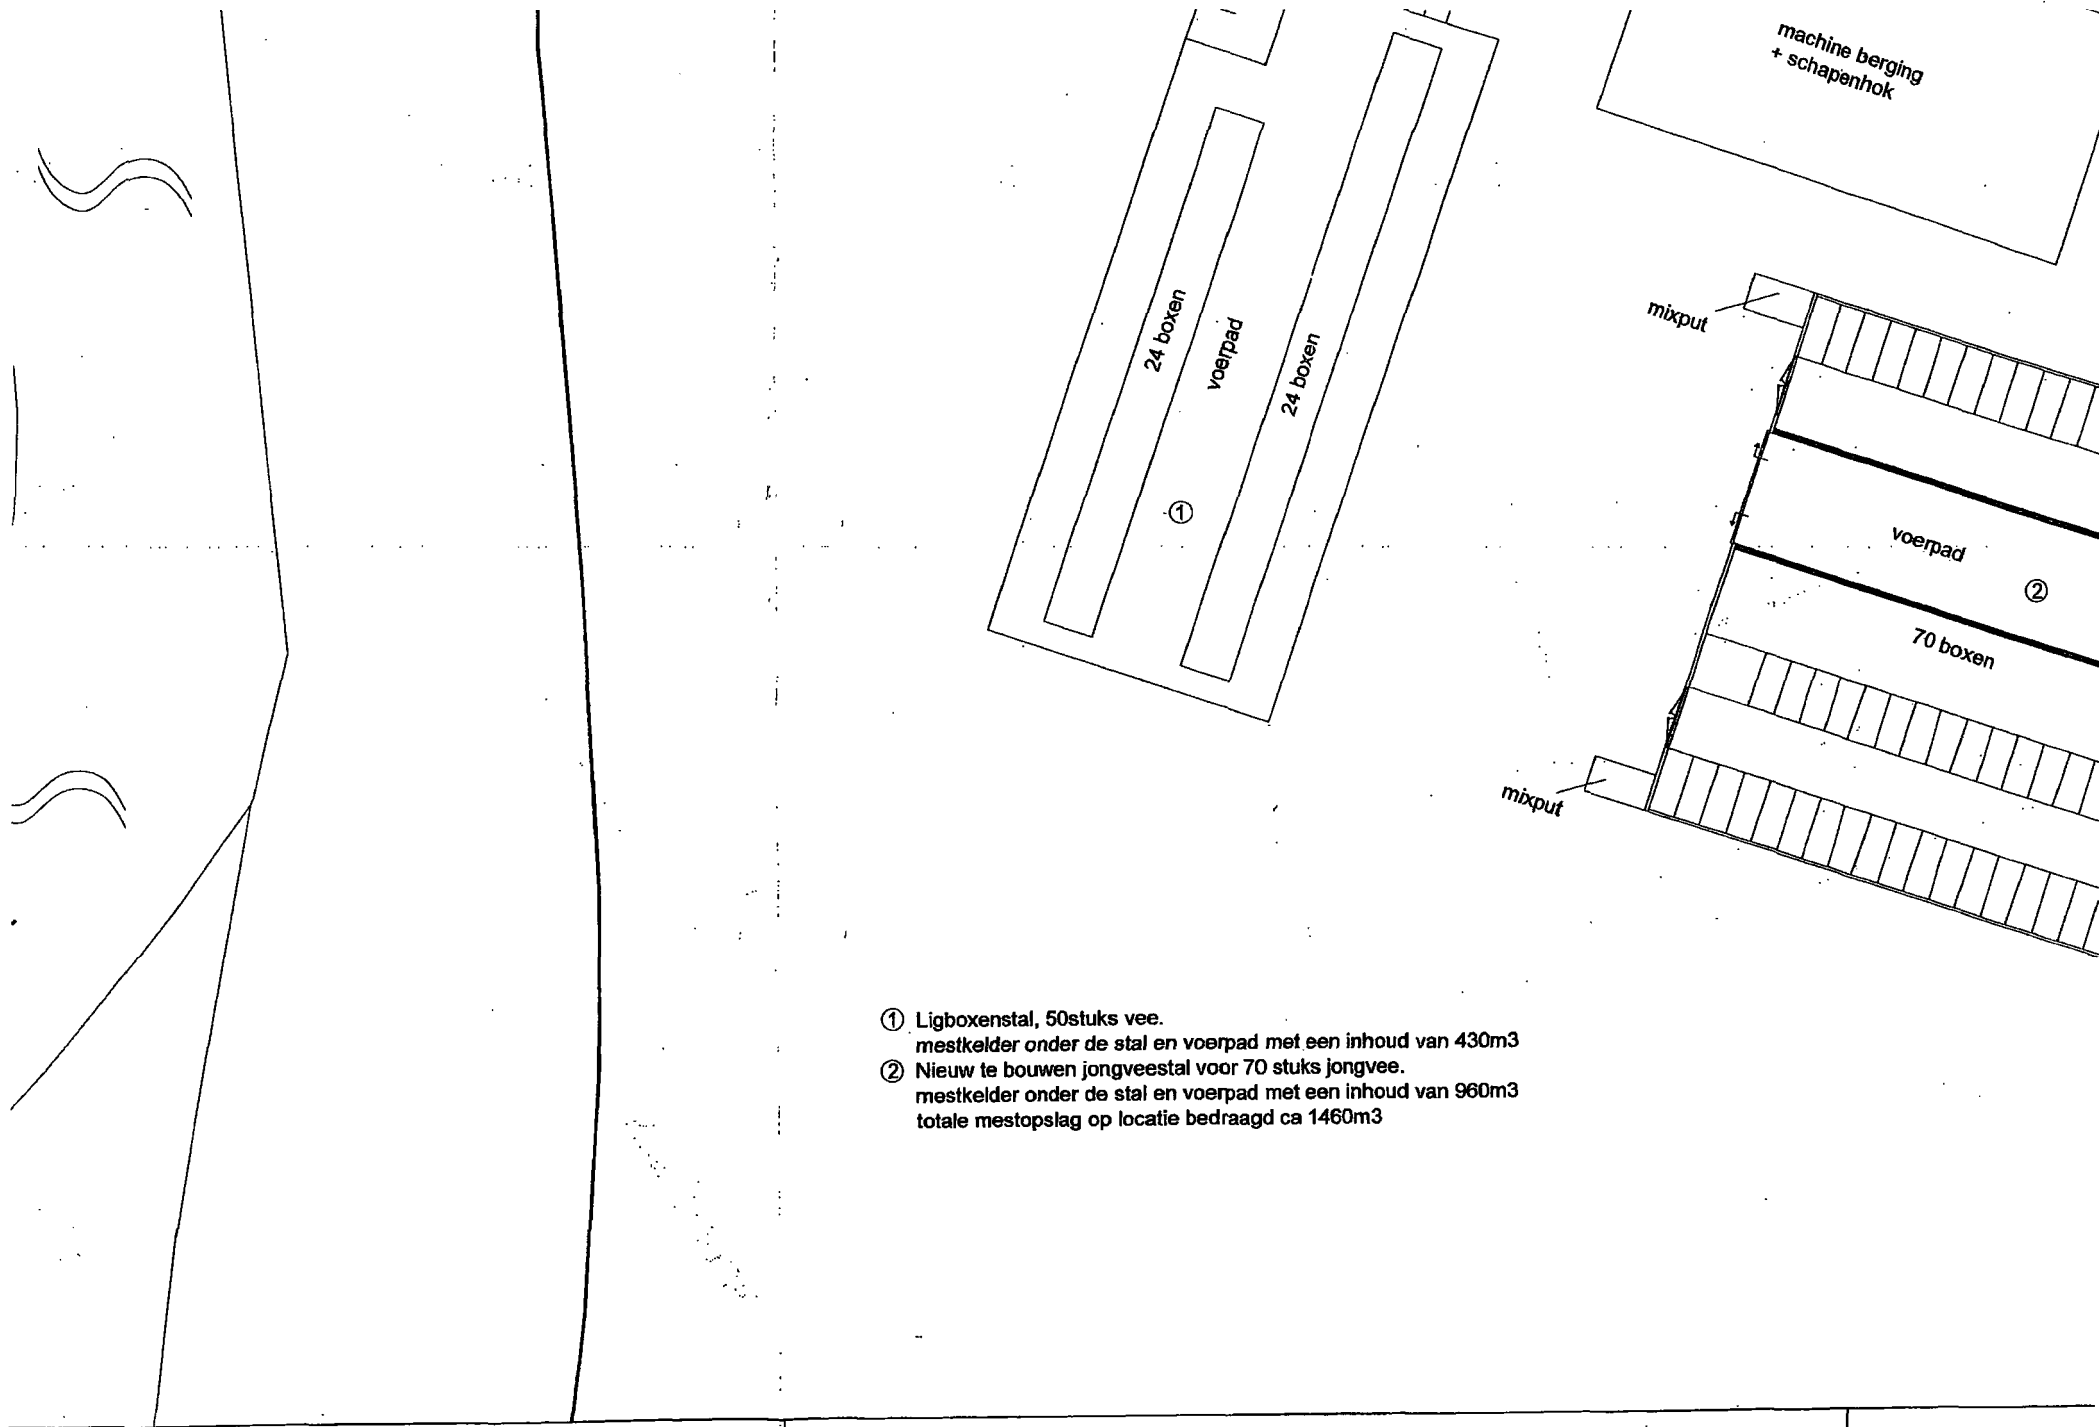 machine berging
+ schapenhok
mixput
24 boxen
voerpad
24 boxen
①
voerpad
②
70 boxen
mixput
① Ligboxenstal, 50stuks vee.
mestkelder onder de stal en voerpad met een inhoud van 430m3
② Nieuw te bouwen jongveestal voor 70 stuks jongvee.
mestkelder onder de stal en voerpad met een inhoud van 960m3
totale mestopslag op locatie bedraagd ca 1460m3